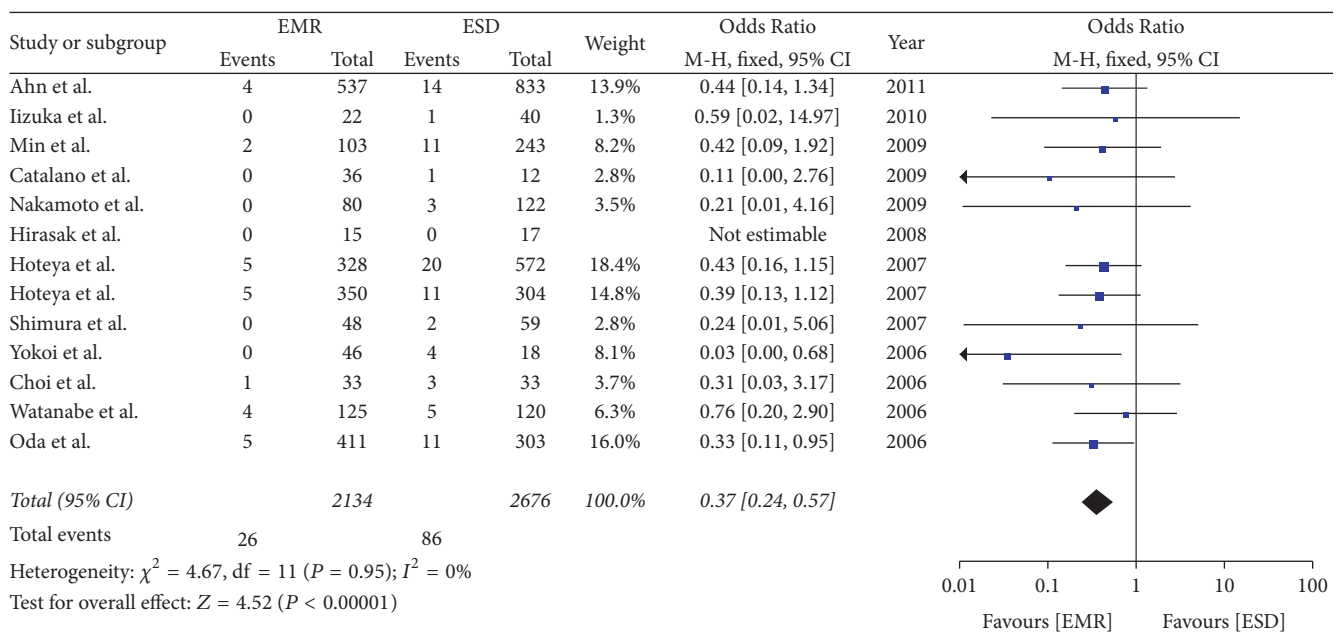 Study or subgroup EMR ESD Weight Odds Ratio Year Odds Ratio
Events Total Events Total M-H, fixed, 95% CI M-H, fixed, 95% CI
Ahn et al. 4 537 14 833 13.9% 0.44 [0.14, 1.34] 2011
Iizuka et al. 0 22 1 40 1.3% 0.59 [0.02, 14.97] 2010
Min et al. 2 103 11 243 8.2% 0.42 [0.09, 1.92] 2009
Catalano et al. 0 36 1 12 2.8% 0.11 [0.00, 2.76] 2009
Nakamoto et al. 0 80 3 122 3.5% 0.21 [0.01, 4.16] 2009
Hirasak et al. 0 15 0 17 Not estimable 2008
Hoteya et al. 5 328 20 572 18.4% 0.43 [0.16, 1.15] 2007
Hoteya et al. 5 350 11 304 14.8% 0.39 [0.13, 1.12] 2007
Shimura et al. 0 48 2 59 2.8% 0.24 [0.01, 5.06] 2007
Yokoi et al. 0 46 4 18 8.1% 0.03 [0.00, 0.68] 2006
Choi et al. 1 33 3 33 3.7% 0.31 [0.03, 3.17] 2006
Watanabe et al. 4 125 5 120 6.3% 0.76 [0.20, 2.90] 2006
Oda et al. 5 411 11 303 16.0% 0.33 [0.11, 0.95] 2006
Total (95% CI) 2134 2676 100.0% 0.37 [0.24, 0.57]
Total events 26 86
Heterogeneity: χ² = 4.67, df = 11 (P = 0.95); I² = 0%
Test for overall effect: Z = 4.52 (P < 0.00001)
0.01 0.1 1 10 100
Favours [EMR] Favours [ESD]